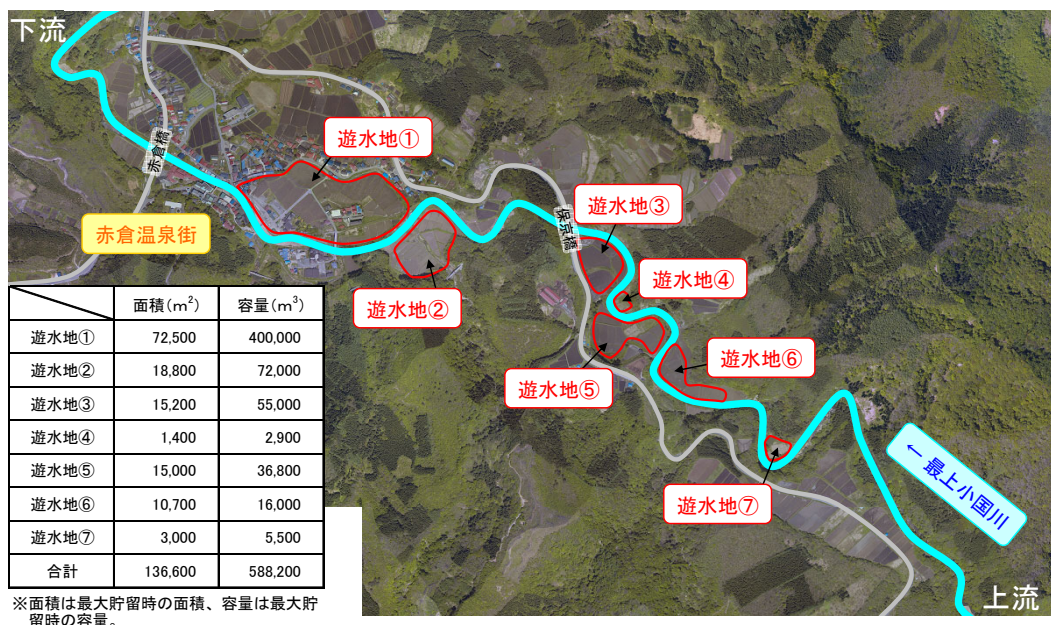 下流
赤倉橋
遊水地①
赤倉温泉街
遊水地②
保京橋
遊水地③
遊水地④
遊水地⑤
遊水地⑥
遊水地⑦
← 最上小国川
上流
面積(m²) 容量(m³)
遊水地① 72,500 400,000
遊水地② 18,800 72,000
遊水地③ 15,200 55,000
遊水地④ 1,400 2,900
遊水地⑤ 15,000 36,800
遊水地⑥ 10,700 16,000
遊水地⑦ 3,000 5,500
合計 136,600 588,200
※面積は最大貯留時の面積、容量は最大貯
留時の容量。